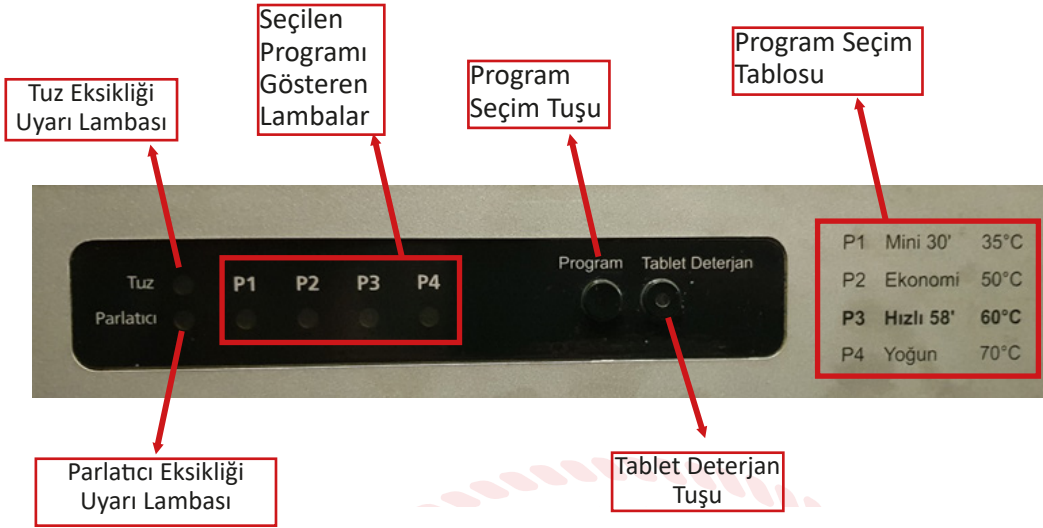 Seçilen
Programı
Gösteren
Lambalar
Program Seçim
Tablosu
Program
Seçim Tuşu
Tuz Eksikliği
Uyarı Lambası
Tuz
Parlatıcı
P1 P2 P3 P4
Program Tablet Deterjan
P1 Mini 30' 35°C
P2 Ekonomi 50°C
P3 Hızlı 58' 60°C
P4 Yoğun 70°C
Parlatıcı Eksikliği
Uyarı Lambası
Tablet Deterjan
Tuşu